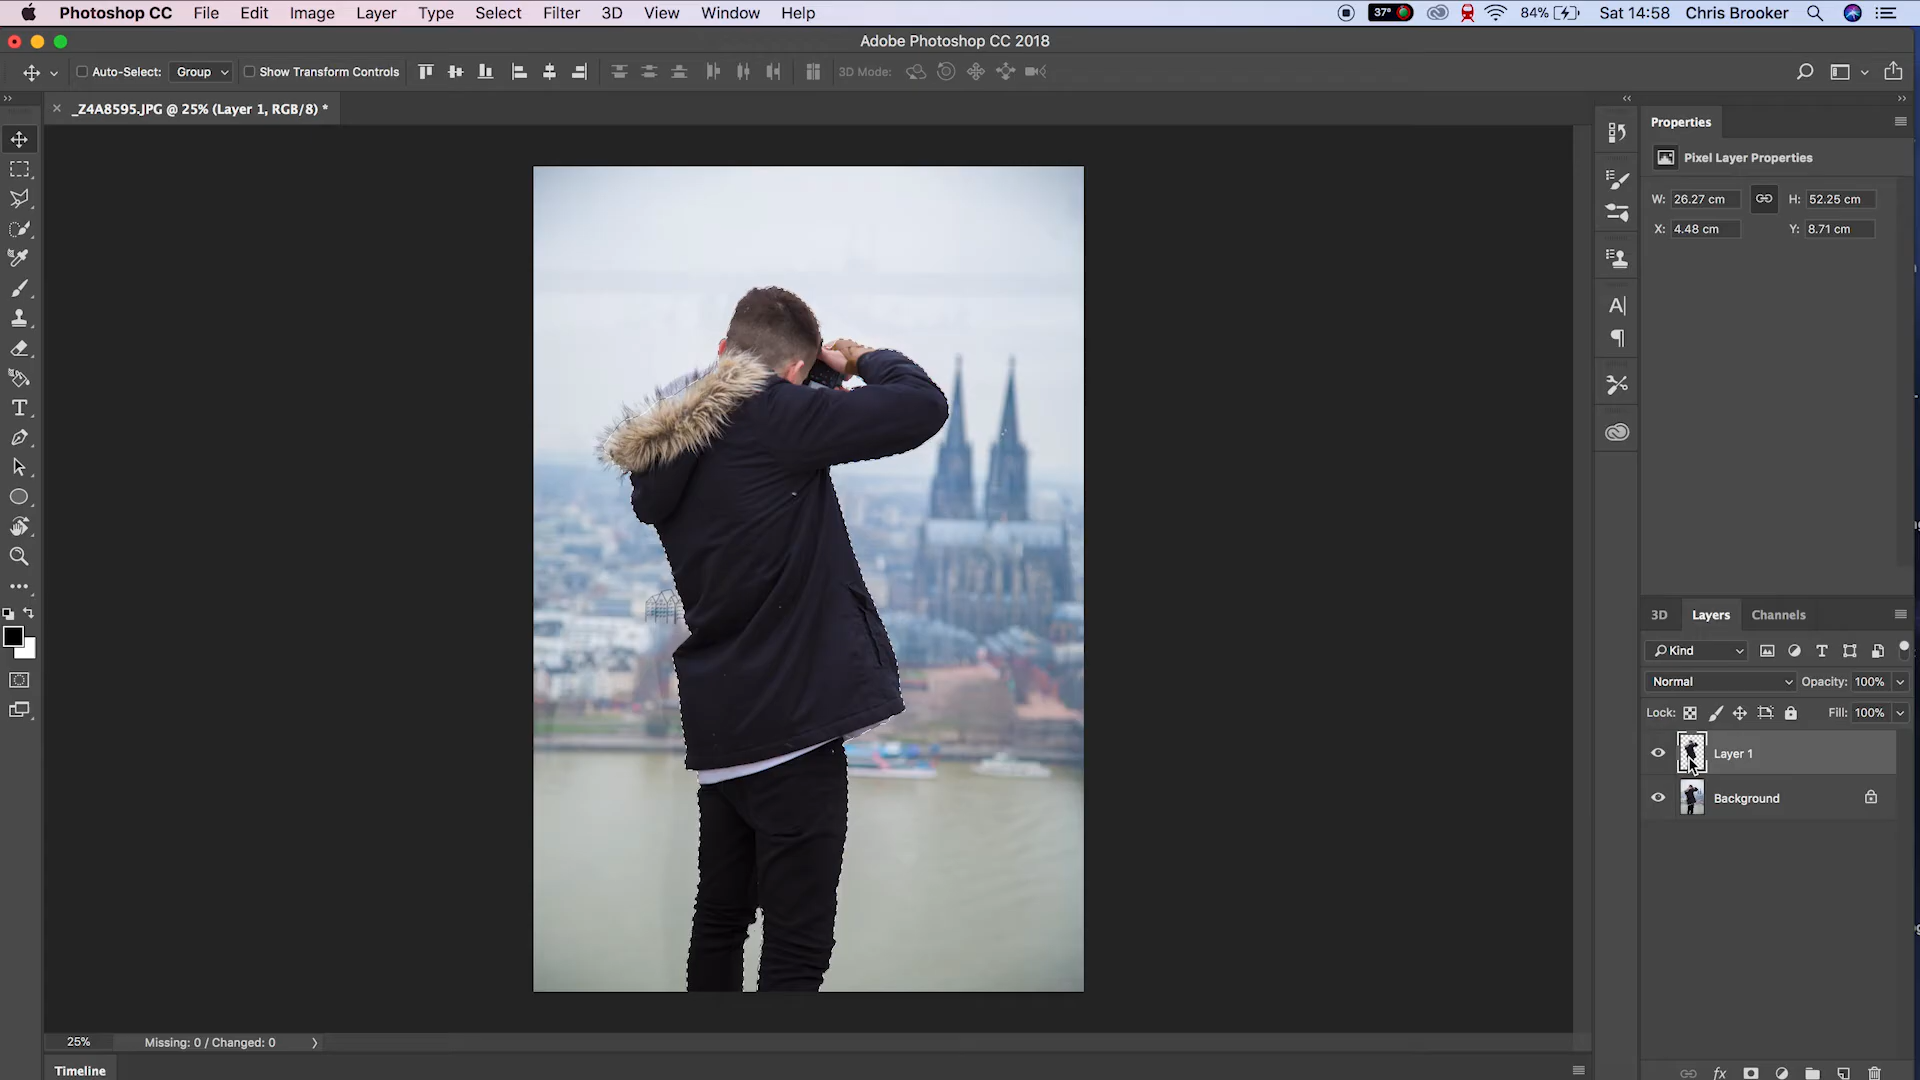 Photoshop CC File Edit Image Layer Type Select Filter 3D View Window Help 37° 84% Sat 14:58 Chris Brooker
Adobe Photoshop CC 2018
Auto-Select: Group Show Transform Controls 3D Mode:
_Z4A8595.JPG @ 25% (Layer 1, RGB/8) *
Properties
Pixel Layer Properties
W: 26.27 cm H: 52.25 cm
X: 4.48 cm Y: 8.71 cm
3D Layers Channels
Kind
Normal Opacity: 100%
Lock: Fill: 100%
Layer 1
Background
25% Missing: 0 / Changed: 0
Timeline